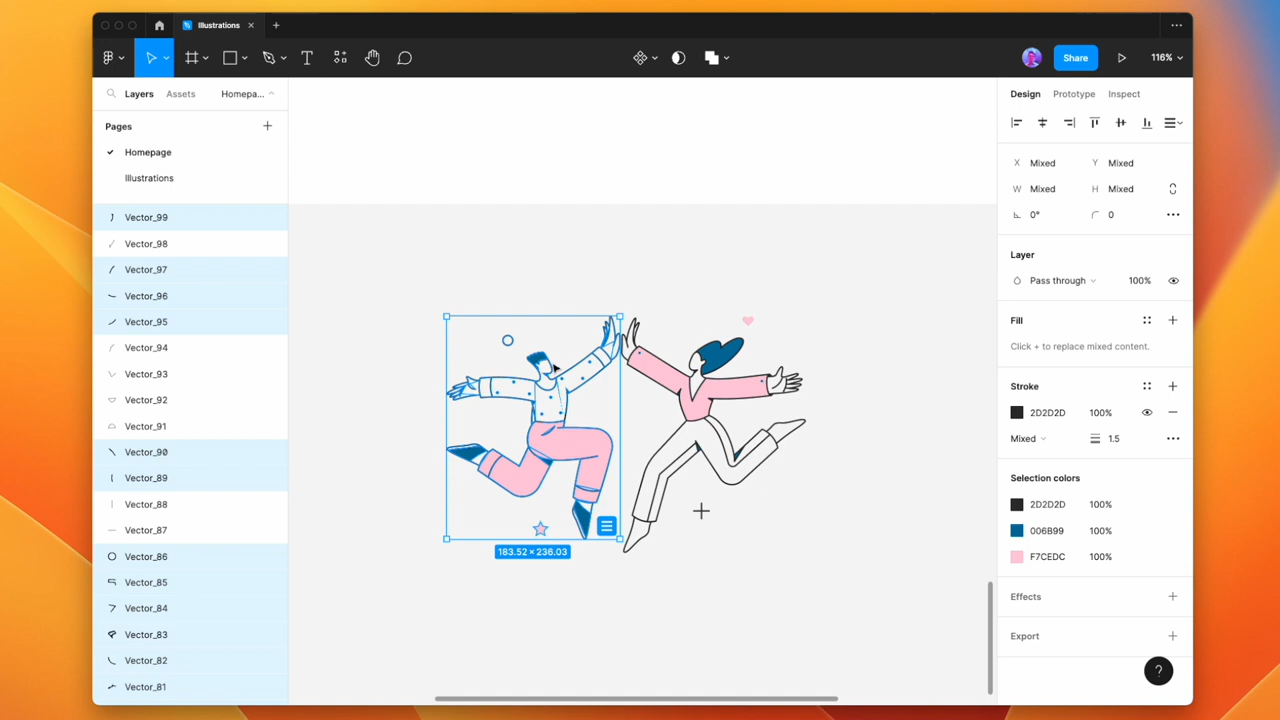 Illustrations
Share
116%
Layers
Assets
Homepa...
Pages
Homepage
Illustrations
Vector_99
Vector_98
Vector_97
Vector_96
Vector_95
Vector_94
Vector_93
Vector_92
Vector_91
Vector_90
Vector_89
Vector_88
Vector_87
Vector_86
Vector_85
Vector_84
Vector_83
Vector_82
Vector_81
183.52 × 236.03
Design Prototype Inspect
X Mixed Y Mixed
W Mixed H Mixed
0° 0
Layer
Pass through 100%
Fill
Click + to replace mixed content.
Stroke
2D2D2D 100%
Mixed 1.5
Selection colors
2D2D2D 100%
006B99 100%
F7CEDC 100%
Effects
Export
?